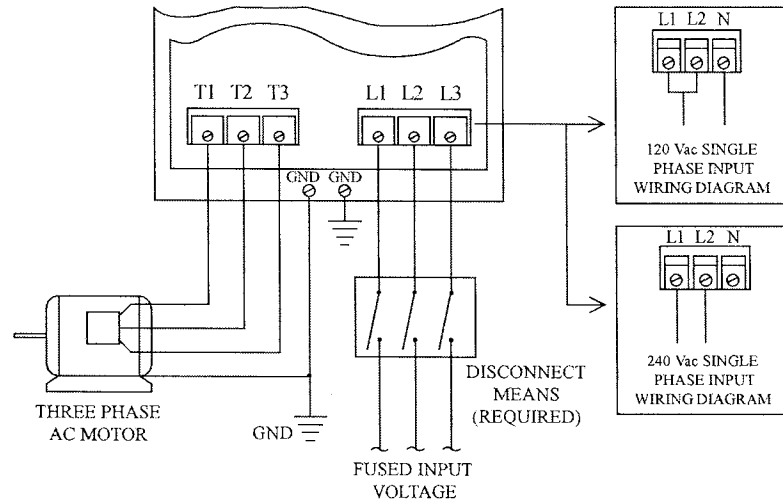 T1 T2 T3
L1 L2 L3
GND GND
THREE PHASE
AC MOTOR
GND
DISCONNECT
MEANS
(REQUIRED)
FUSED INPUT
VOLTAGE
L1 L2 N
120 Vac SINGLE
PHASE INPUT
WIRING DIAGRAM
L1 L2 N
240 Vac SINGLE
PHASE INPUT
WIRING DIAGRAM